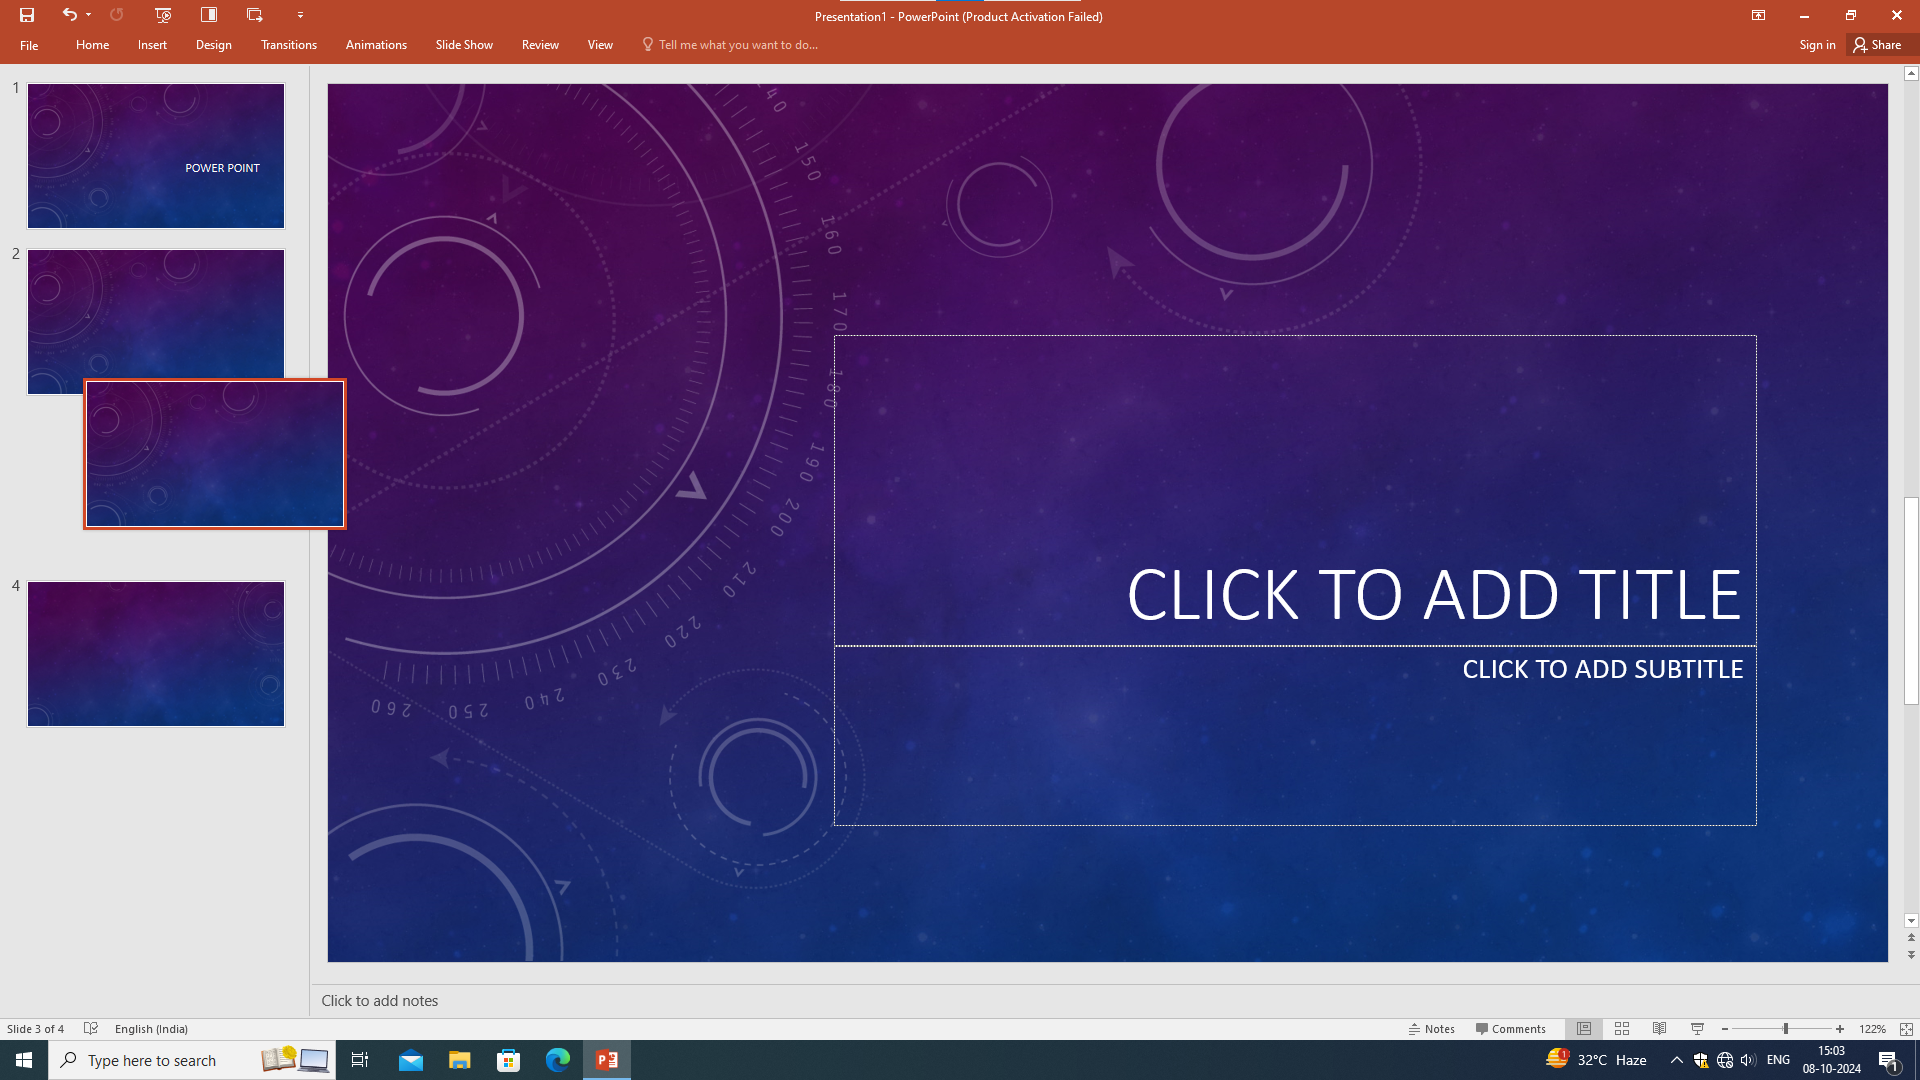 Presentation1 - PowerPoint (Product Activation Failed)
File Home Insert Design Transitions Animations Slide Show Review View Tell me what you want to do... Sign in Share
1
POWER POINT
2
4
140
150
160
170
180
190
200
210
220
230
240
250
260
CLICK TO ADD TITLE
CLICK TO ADD SUBTITLE
Click to add notes
Slide 3 of 4 English (India) Notes Comments 122%
Type here to search 32°C Haze ENG 15:03
08-10-2024